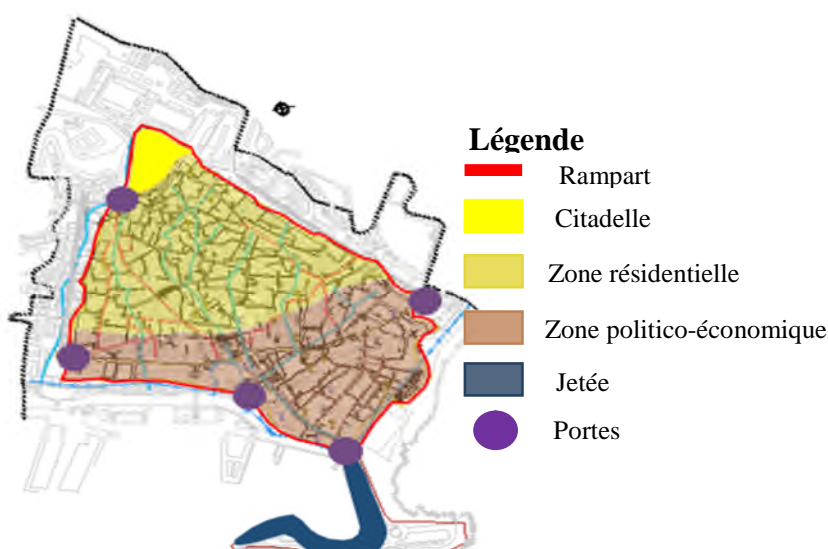 Légende
Rampart
Citadelle
Zone résidentielle
Zone politico-économique
Jetée
Portes